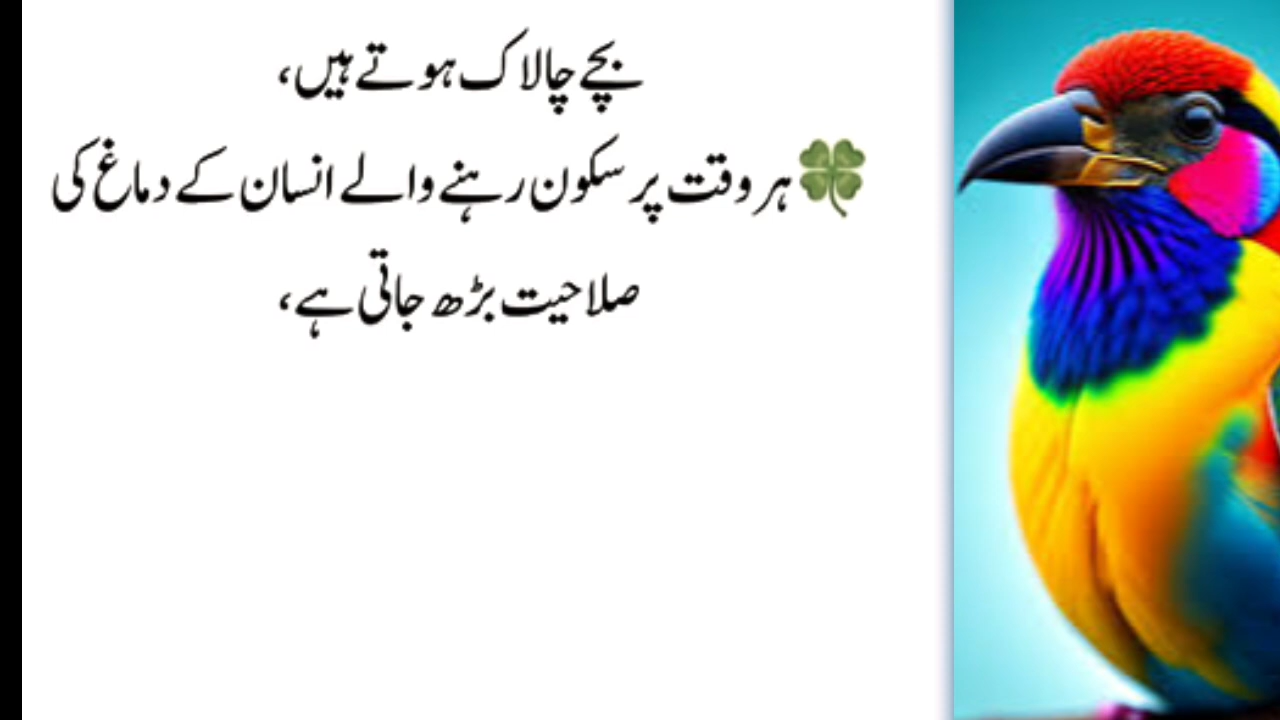 بچے چالاک ہوتے ہیں،
🍀ہر وقت پر سکون رہنے والے انسان کے دماغ کی
صلاحیت بڑھ جاتی ہے،